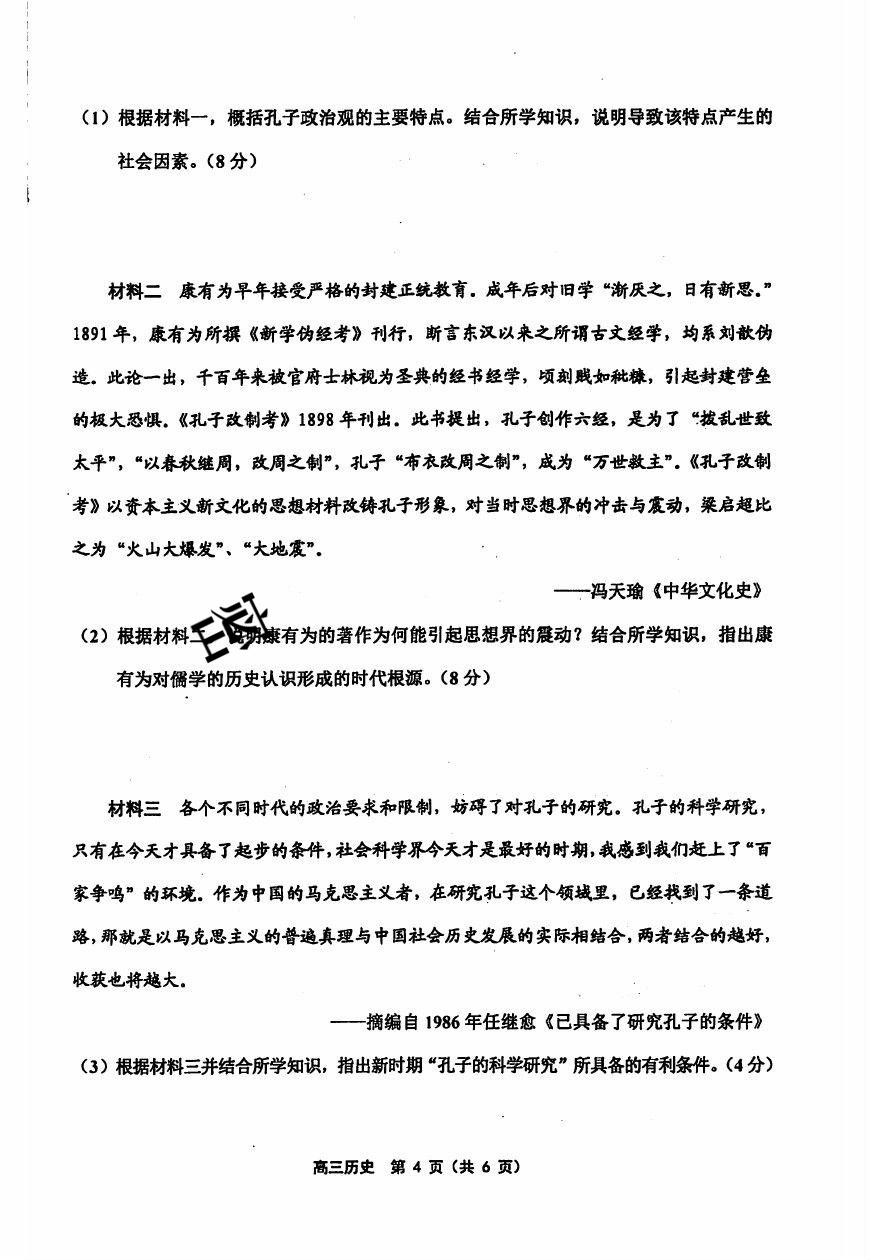 （1）根据材料一，概括孔子政治观的主要特点。结合所学知识，说明导致该特点产生的
社会因素。（8 分）
材料二 康有为早年接受严格的封建正统教育。成年后对旧学“渐厌之，日有新思。”
1891 年，康有为所撰《新学伪经考》刊行，断言东汉以来之所谓古文经学，均系刘歆伪
造。此论一出，千百年来被官府士林视为圣典的经书经学，顷刻贱如秕糠，引起封建营垒
的极大恐惧。《孔子改制考》1898 年刊出。此书提出，孔子创作六经，是为了“拨乱世致
太平”，“以春秋继周，改周之制”，孔子“布衣改周之制”，成为“万世救主”。《孔子改制
考》以资本主义新文化的思想材料改铸孔子形象，对当时思想界的冲击与震动，梁启超比
之为“火山大爆发”、“大地震”。
——冯天瑜《中华文化史》
（2）根据材料二，说明康有为的著作为何能引起思想界的震动？结合所学知识，指出康
有为对儒学的历史认识形成的时代根源。（8 分）
材料三 各个不同时代的政治要求和限制，妨碍了对孔子的研究。孔子的科学研究，
只有在今天才具备了起步的条件，社会科学界今天才是最好的时期，我感到我们赶上了“百
家争鸣”的环境。作为中国的马克思主义者，在研究孔子这个领域里，已经找到了一条道
路，那就是以马克思主义的普遍真理与中国社会历史发展的实际相结合，两者结合的越好，
收获也将越大。
——摘编自 1986 年任继愈《已具备了研究孔子的条件》
（3）根据材料三并结合所学知识，指出新时期“孔子的科学研究”所具备的有利条件。（4 分）
高三历史 第 4 页（共 6 页）